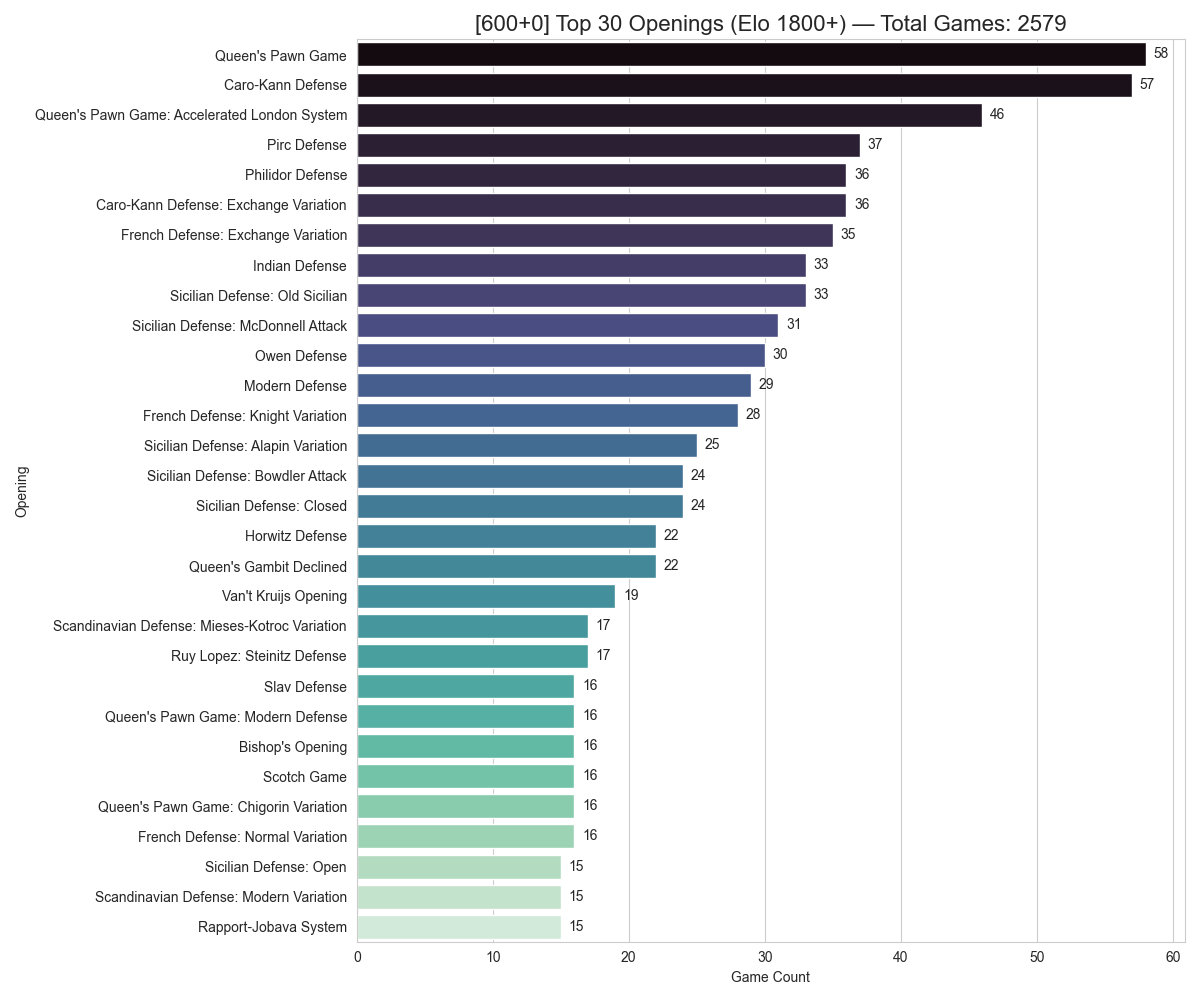 [600+0] Top 30 Openings (Elo 1800+) — Total Games: 2579
Queen's Pawn Game 58
Caro-Kann Defense 57
Queen's Pawn Game: Accelerated London System 46
Pirc Defense 37
Philidor Defense 36
Caro-Kann Defense: Exchange Variation 36
French Defense: Exchange Variation 35
Indian Defense 33
Sicilian Defense: Old Sicilian 33
Sicilian Defense: McDonnell Attack 31
Owen Defense 30
Modern Defense 29
French Defense: Knight Variation 28
Sicilian Defense: Alapin Variation 25
Sicilian Defense: Bowdler Attack 24
Sicilian Defense: Closed 24
Horwitz Defense 22
Queen's Gambit Declined 22
Van't Kruijs Opening 19
Scandinavian Defense: Mieses-Kotroc Variation 17
Ruy Lopez: Steinitz Defense 17
Slav Defense 16
Queen's Pawn Game: Modern Defense 16
Bishop's Opening 16
Scotch Game 16
Queen's Pawn Game: Chigorin Variation 16
French Defense: Normal Variation 16
Sicilian Defense: Open 15
Scandinavian Defense: Modern Variation 15
Rapport-Jobava System 15
0 10 20 30 40 50 60
Game Count
Opening